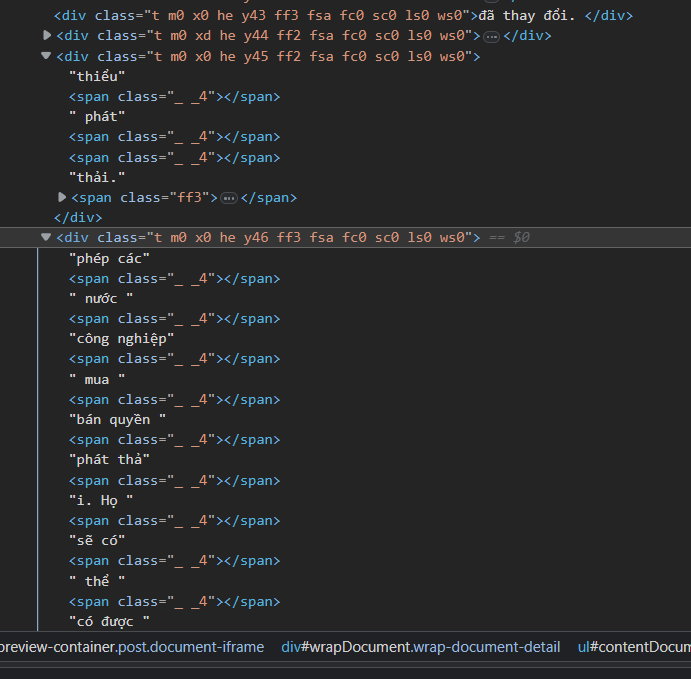 <div class="t m0 x0 he y43 ff3 fsa fc0 sc0 ls0 ws0">đã thay đổi. </div>
<div class="t m0 xd he y44 ff2 fsa fc0 sc0 ls0 ws0">…</div>
<div class="t m0 x0 he y45 ff2 fsa fc0 sc0 ls0 ws0">
"thiểu"
<span class="_ _4"></span>
" phát"
<span class="_ _4"></span>
<span class="_ _4"></span>
"thải."
<span class="ff3">…</span>
</div>
<div class="t m0 x0 he y46 ff3 fsa fc0 sc0 ls0 ws0"> == $0
"phép các"
<span class="_ _4"></span>
" nước "
<span class="_ _4"></span>
"công nghiệp"
<span class="_ _4"></span>
" mua "
<span class="_ _4"></span>
"bán quyền "
<span class="_ _4"></span>
"phát thả"
<span class="_ _4"></span>
"i. Họ "
<span class="_ _4"></span>
"sẽ có"
<span class="_ _4"></span>
" thể "
<span class="_ _4"></span>
"có được "
preview-container.post.document-iframe div#wrapDocument.wrap-document-detail ul#contentDocum